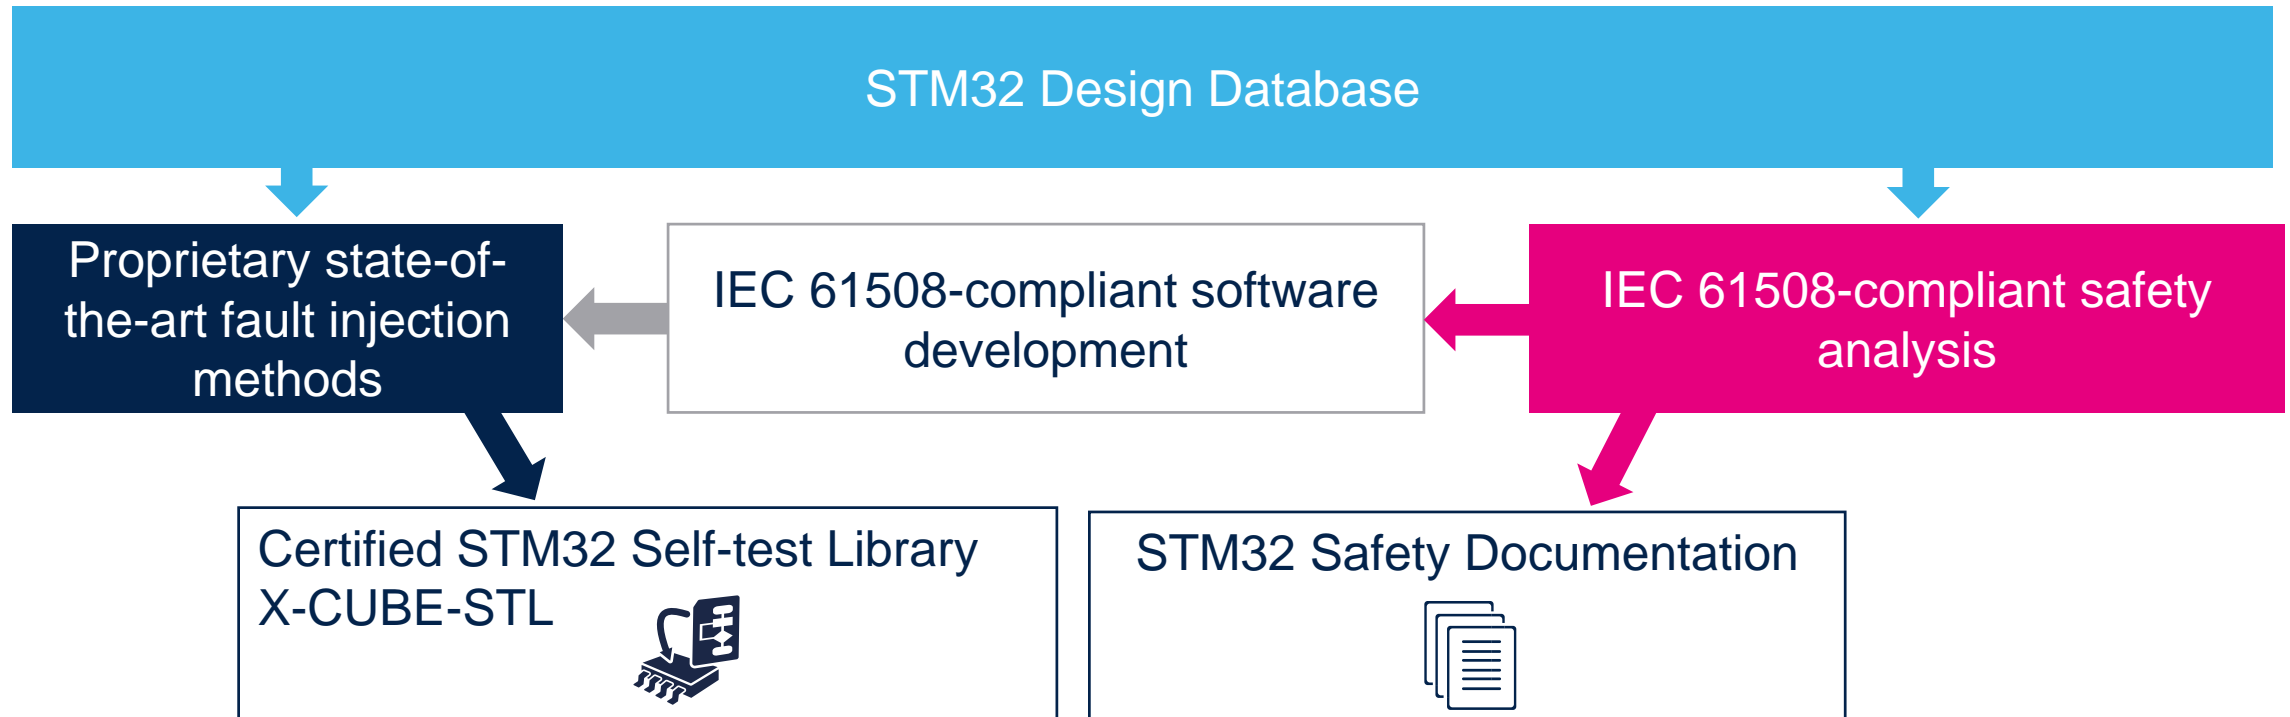 STM32 Design Database
Proprietary state-of-
the-art fault injection
methods
IEC 61508-compliant software
development
IEC 61508-compliant safety
analysis
Certified STM32 Self-test Library
X-CUBE-STL
STM32 Safety Documentation